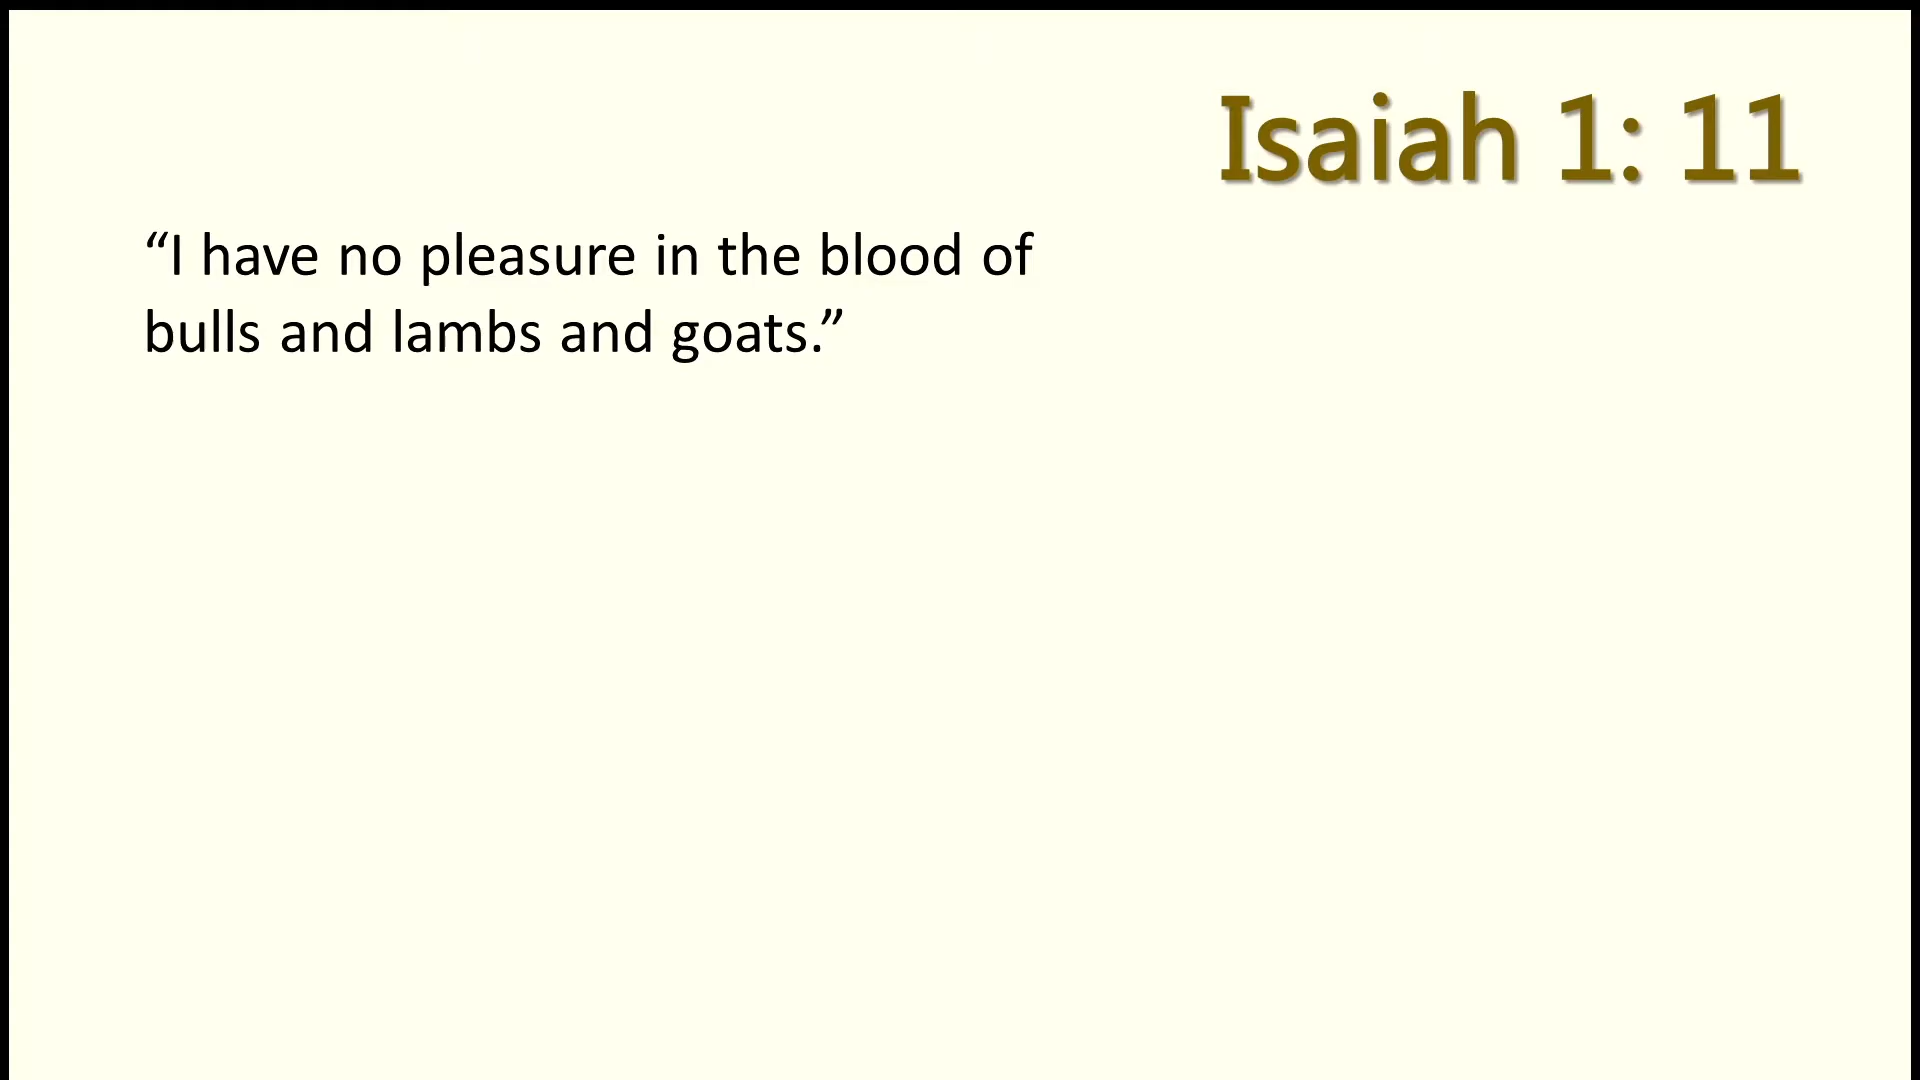 Isaiah 1: 11
“I have no pleasure in the blood of
bulls and lambs and goats.”